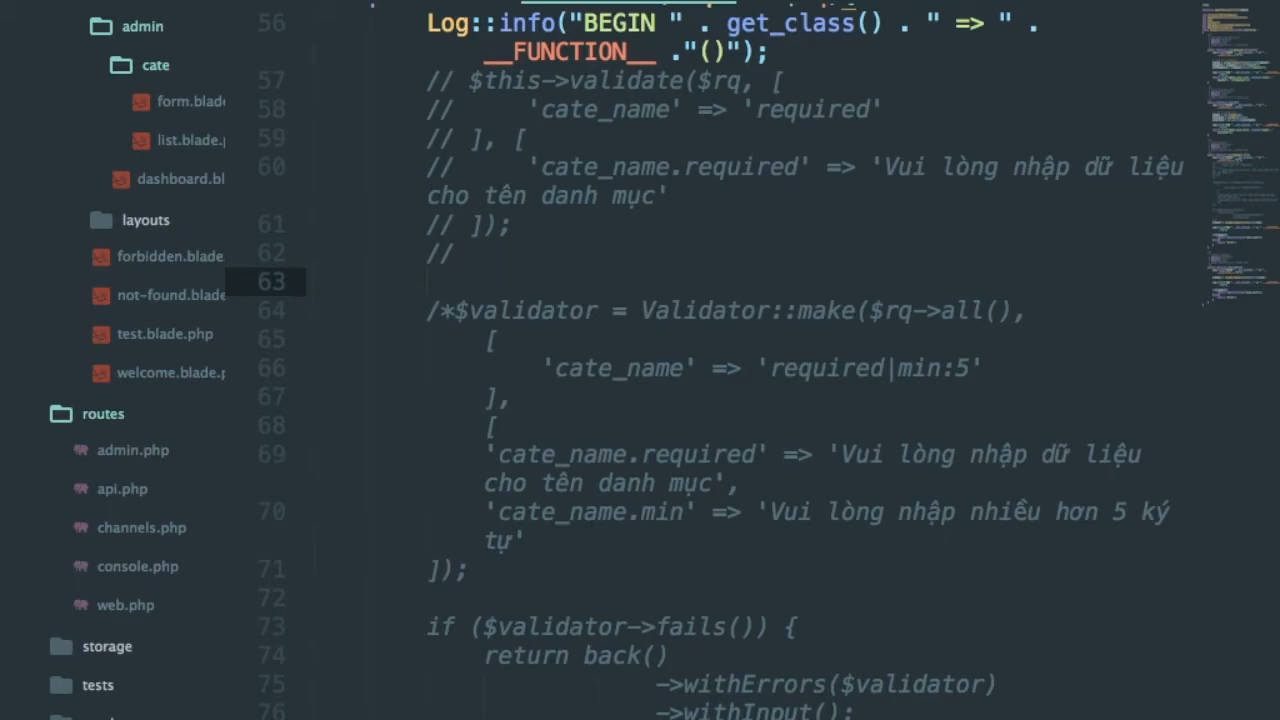 admin
cate
form.blad
list.blade.
dashboard.bl
layouts
forbidden.blade
not-found.blade
test.blade.php
welcome.blade.
routes
admin.php
api.php
channels.php
console.php
web.php
storage
tests
56 Log::info("BEGIN " . get_class() . " => " .
__FUNCTION__ ."()");
57 // $this->validate($rq, [
58 //     'cate_name' => 'required'
59 // ], [
60 //     'cate_name.required' => 'Vui lòng nhập dữ liệu
cho tên danh mục'
61 // ]);
62 //
63
64 /*$validator = Validator::make($rq->all(),
65 [
66 'cate_name' => 'required|min:5'
67 ],
68 [
69 'cate_name.required' => 'Vui lòng nhập dữ liệu
cho tên danh mục',
70 'cate_name.min' => 'Vui lòng nhập nhiều hơn 5 ký
tự'
71 ]);
72
73 if ($validator->fails()) {
74 return back()
75 ->withErrors($validator)
76 ->withInput();